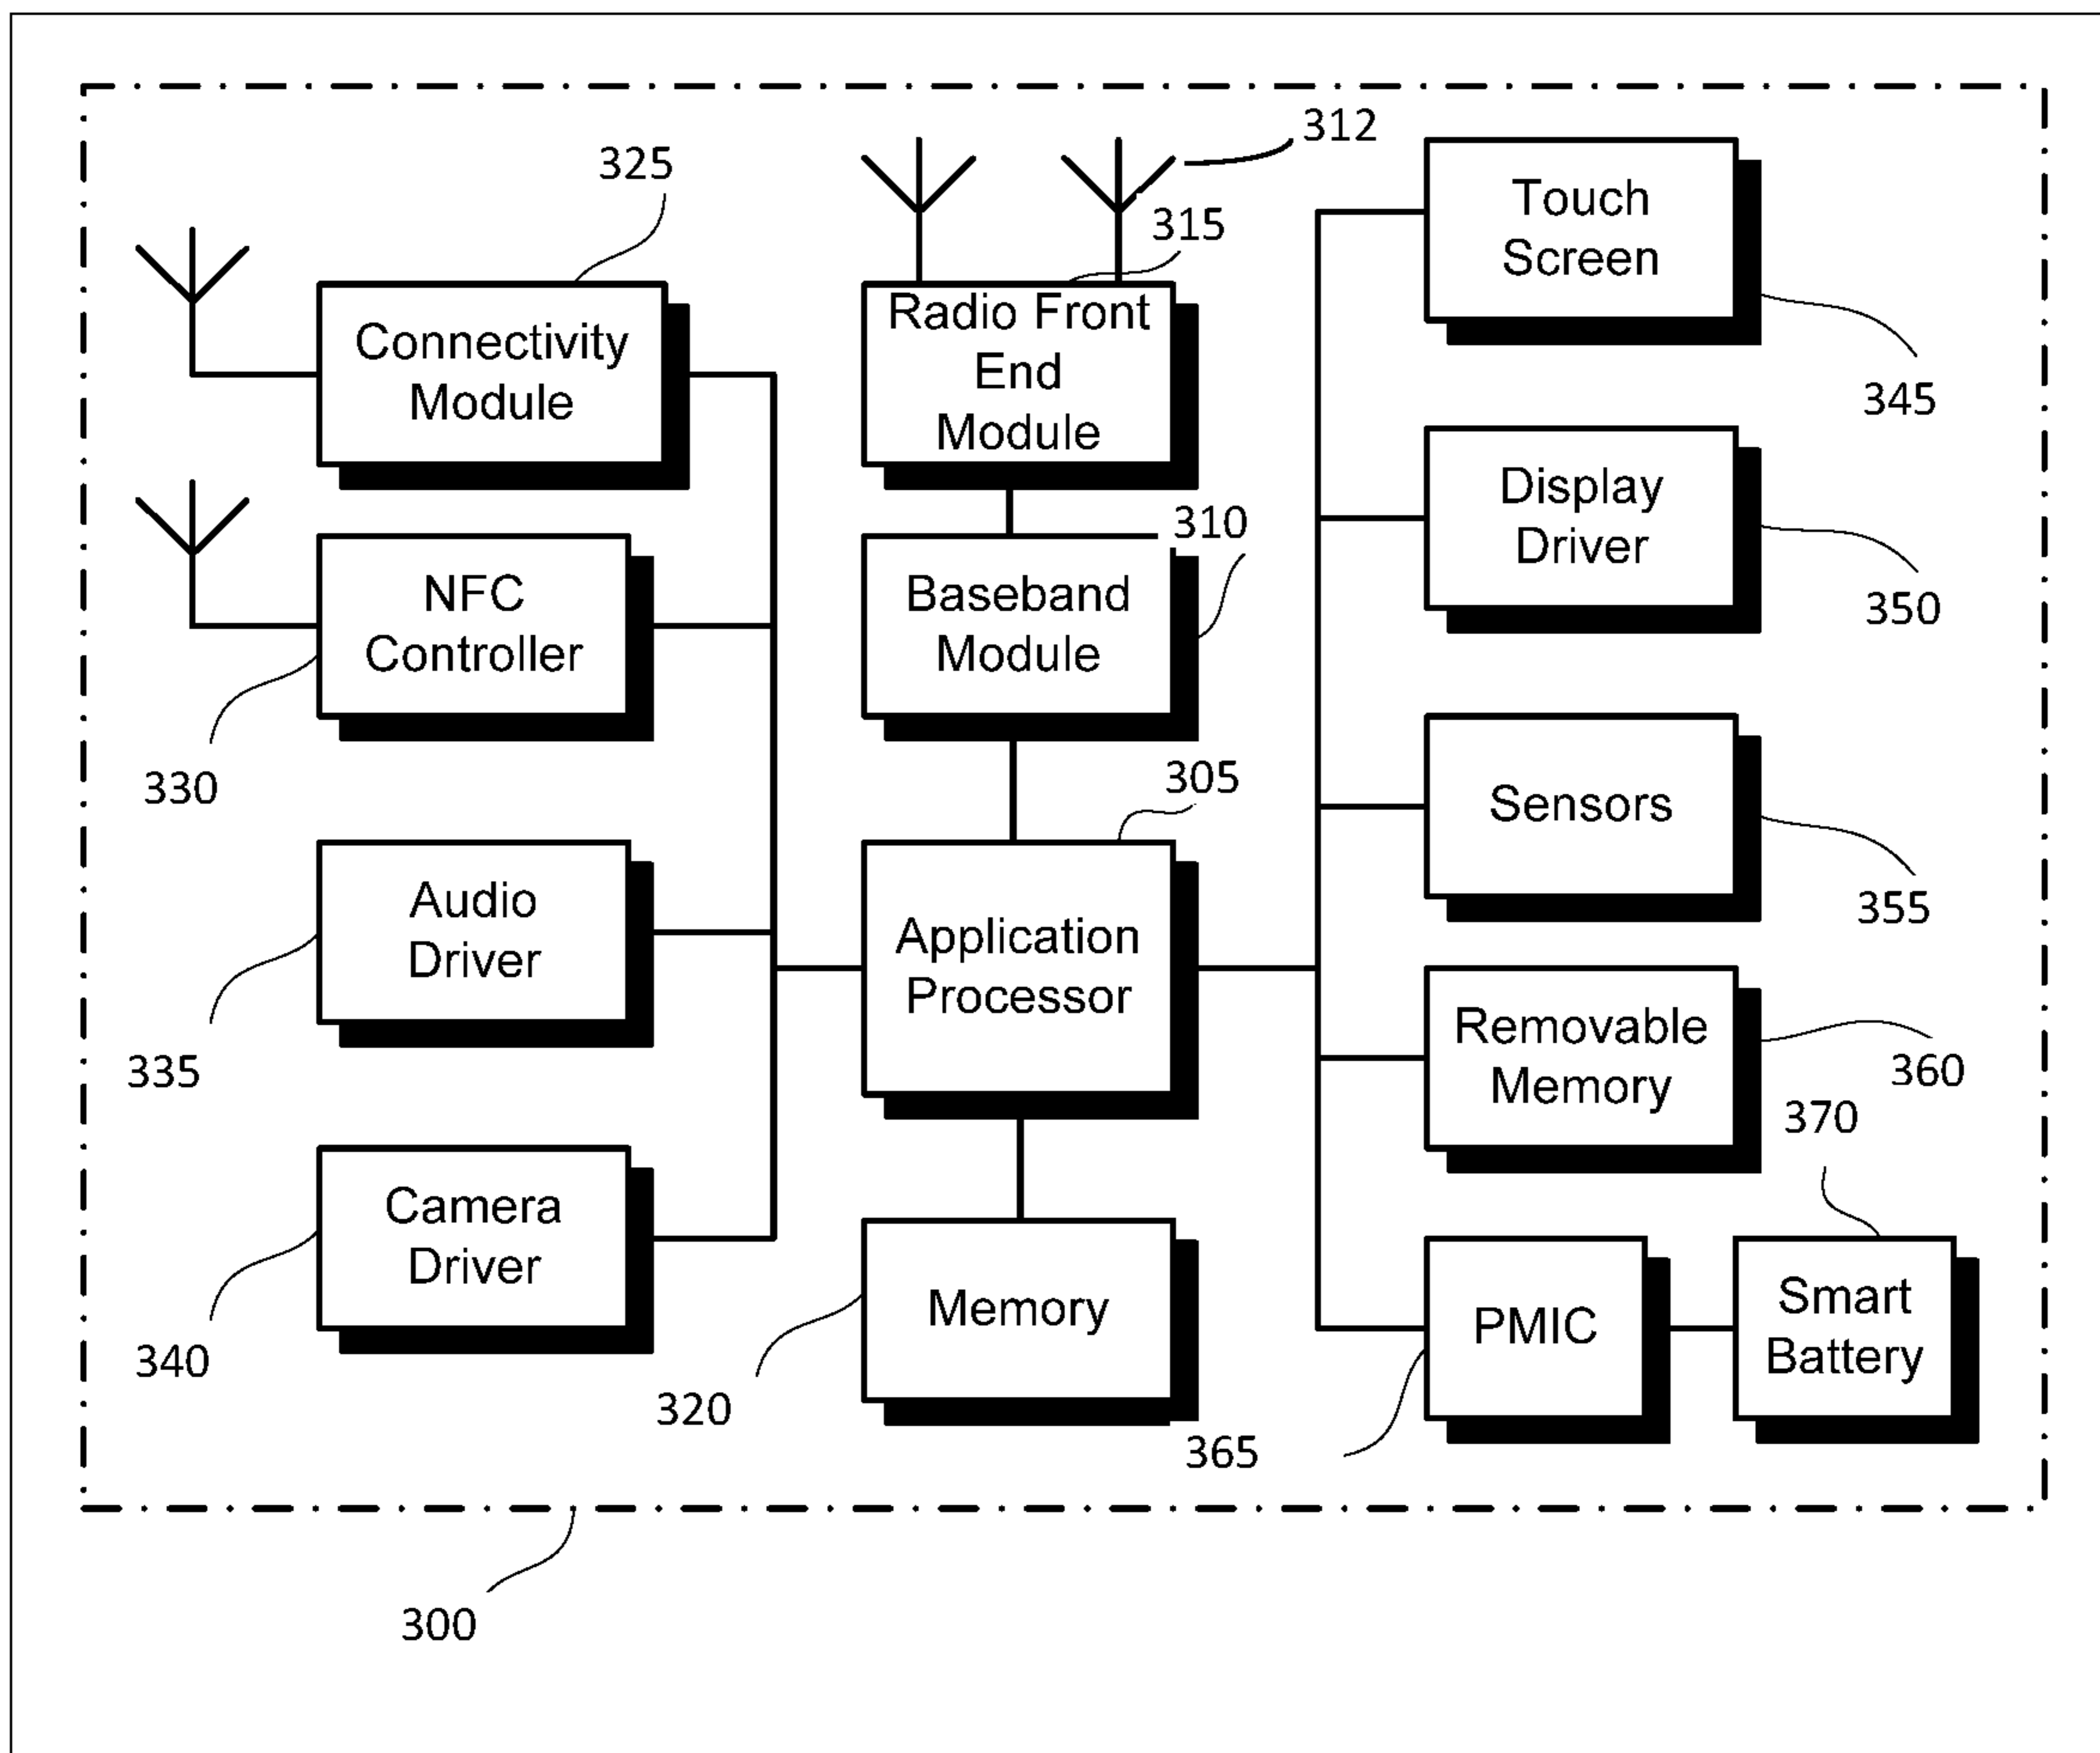 312
325
315
Touch
Screen
Radio Front
End
Module
Connectivity
Module
345
Display
Driver
310
NFC
Controller
Baseband
Module
350
330
305
Sensors
355
Audio
Driver
Application
Processor
Removable
Memory
335
360
370
Camera
Driver
Memory
PMIC
Smart
Battery
340
320
365
300